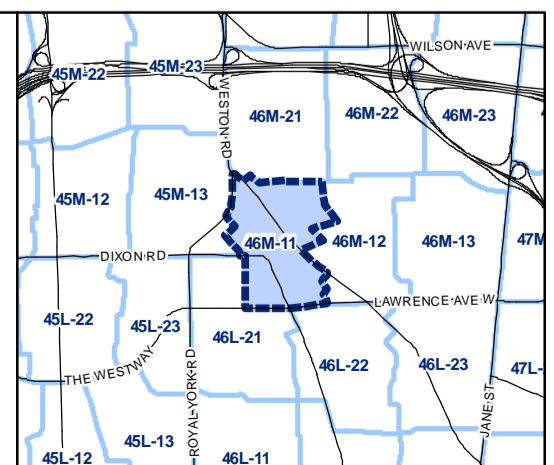 WILSON AVE
45M-22
45M-23
WESTON RD
46M-21
46M-22
46M-23
45M-12
45M-13
46M-11
46M-12
46M-13
47M
DIXON RD
LAWRENCE AVE W
45L-22
45L-23
46L-21
46L-22
46L-23
47L-
THE WESTWAY
ROYAL YORK RD
JANE ST
45L-13
45L-12
46L-11